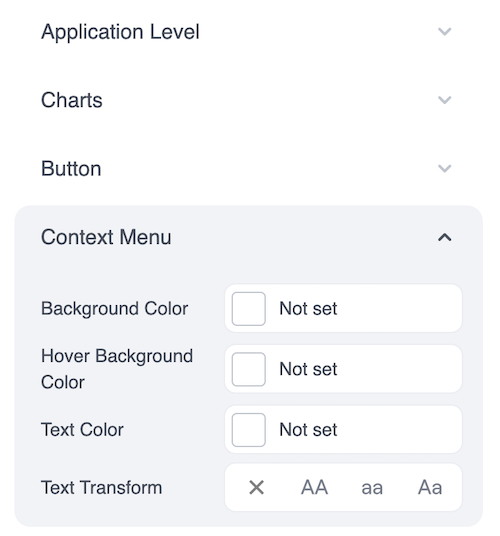 Application Level
Charts
Button
Context Menu
Background Color Not set
Hover Background
Color Not set
Text Color Not set
Text Transform AA aa Aa